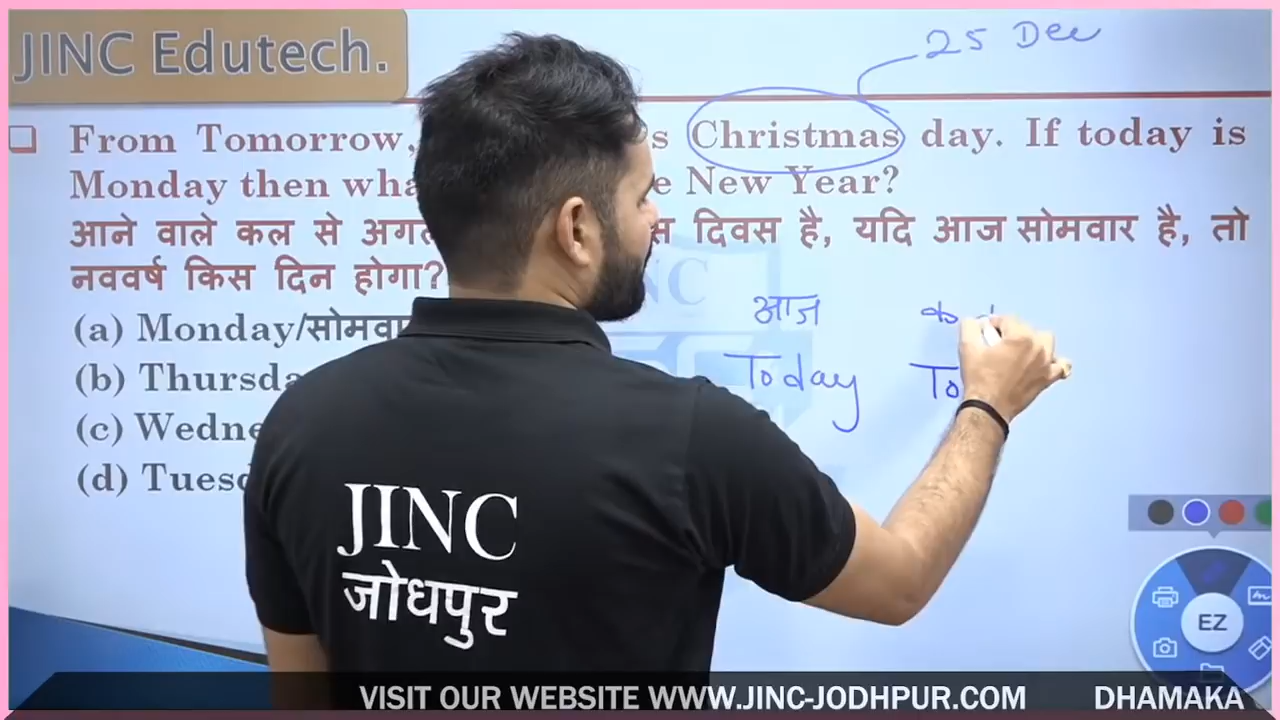 JINC Edutech.
25 Dec
From Tomorrow, s Christmas day. If today is
Monday then e New Year?
आने वाले कल से स दिवस है, यदि आज सोमवार है, तो
नववर्ष किस दिन होगा?
(a) Monday/सोमवा
आज
(b) Thursda
Today To
(c) Wedne
(d) Tuesd
JINC
जोधपुर
EZ
VISIT OUR WEBSITE WWW.JINC-JODHPUR.COM DHAMAKA